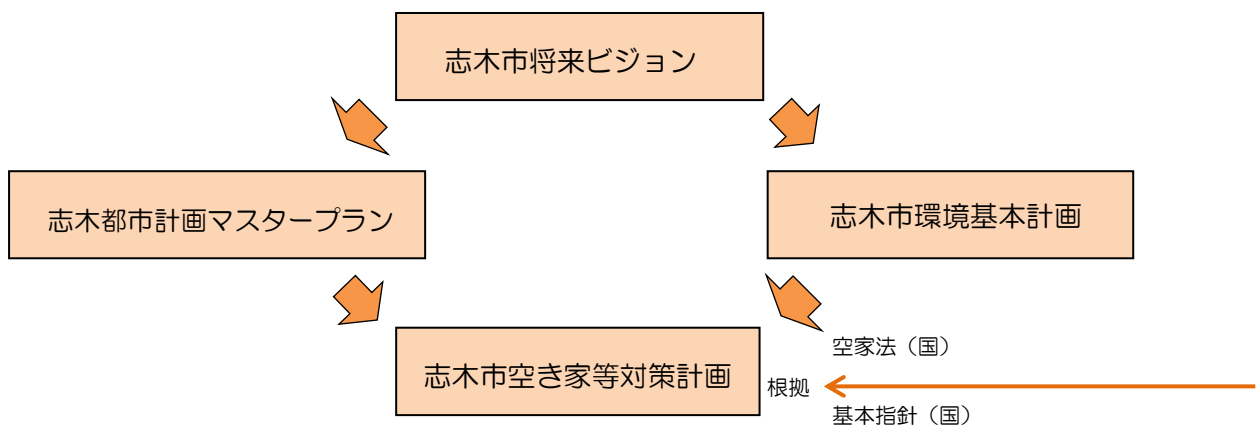 志木市将来ビジョン
志木都市計画マスタープラン
志木市環境基本計画
空家法（国）
志木市空き家等対策計画
根拠
基本指針（国）